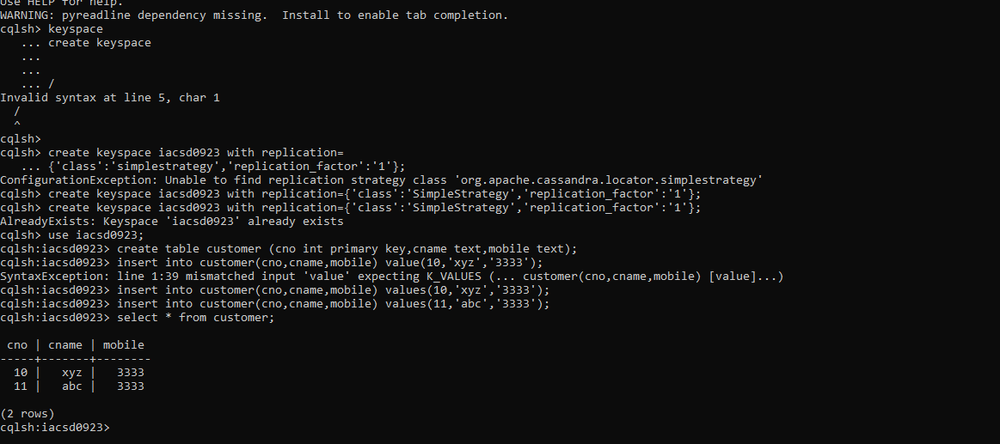 Use HELP for help.
WARNING: pyreadline dependency missing.  Install to enable tab completion.
cqlsh> keyspace
   ... create keyspace
   ...
   ...
   ... /
Invalid syntax at line 5, char 1
  /
  ^
cqlsh>
cqlsh> create keyspace iacsd0923 with replication=
   ... {'class':'simplestrategy','replication_factor':'1'};
ConfigurationException: Unable to find replication strategy class 'org.apache.cassandra.locator.simplestrategy'
cqlsh> create keyspace iacsd0923 with replication={'class':'SimpleStrategy','replication_factor':'1'};
cqlsh> create keyspace iacsd0923 with replication={'class':'SimpleStrategy','replication_factor':'1'};
AlreadyExists: Keyspace 'iacsd0923' already exists
cqlsh> use iacsd0923;
cqlsh:iacsd0923> create table customer (cno int primary key,cname text,mobile text);
cqlsh:iacsd0923> insert into customer(cno,cname,mobile) value(10,'xyz','3333');
SyntaxException: line 1:39 mismatched input 'value' expecting K_VALUES (... customer(cno,cname,mobile) [value]...)
cqlsh:iacsd0923> insert into customer(cno,cname,mobile) values(10,'xyz','3333');
cqlsh:iacsd0923> insert into customer(cno,cname,mobile) values(11,'abc','3333');
cqlsh:iacsd0923> select * from customer;
 cno | cname | mobile
-----+-------+--------
  10 |   xyz |   3333
  11 |   abc |   3333
(2 rows)
cqlsh:iacsd0923>